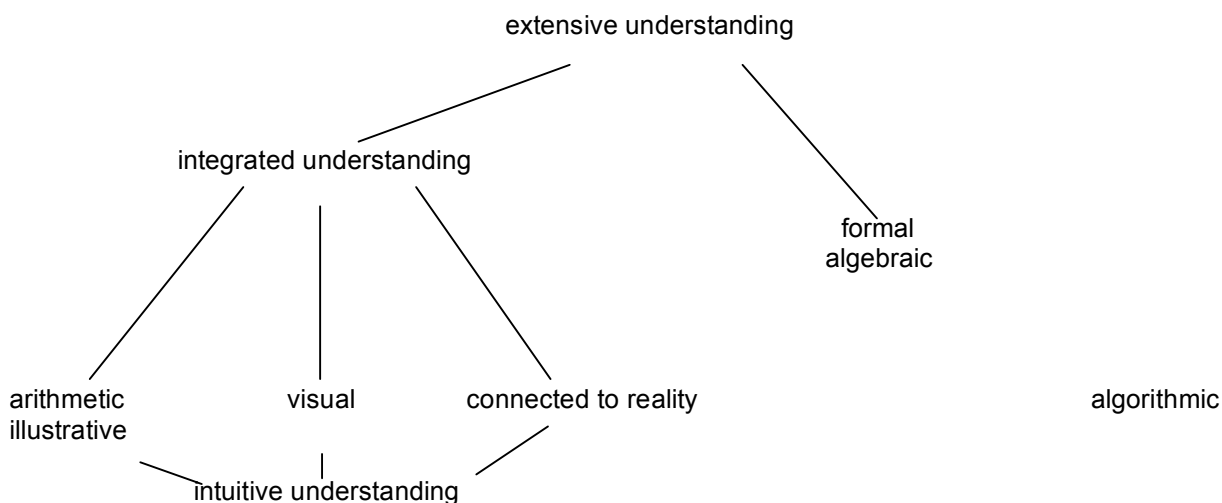 extensive understanding
integrated understanding
formal
algebraic
arithmetic
illustrative
visual
connected to reality
algorithmic
intuitive understanding